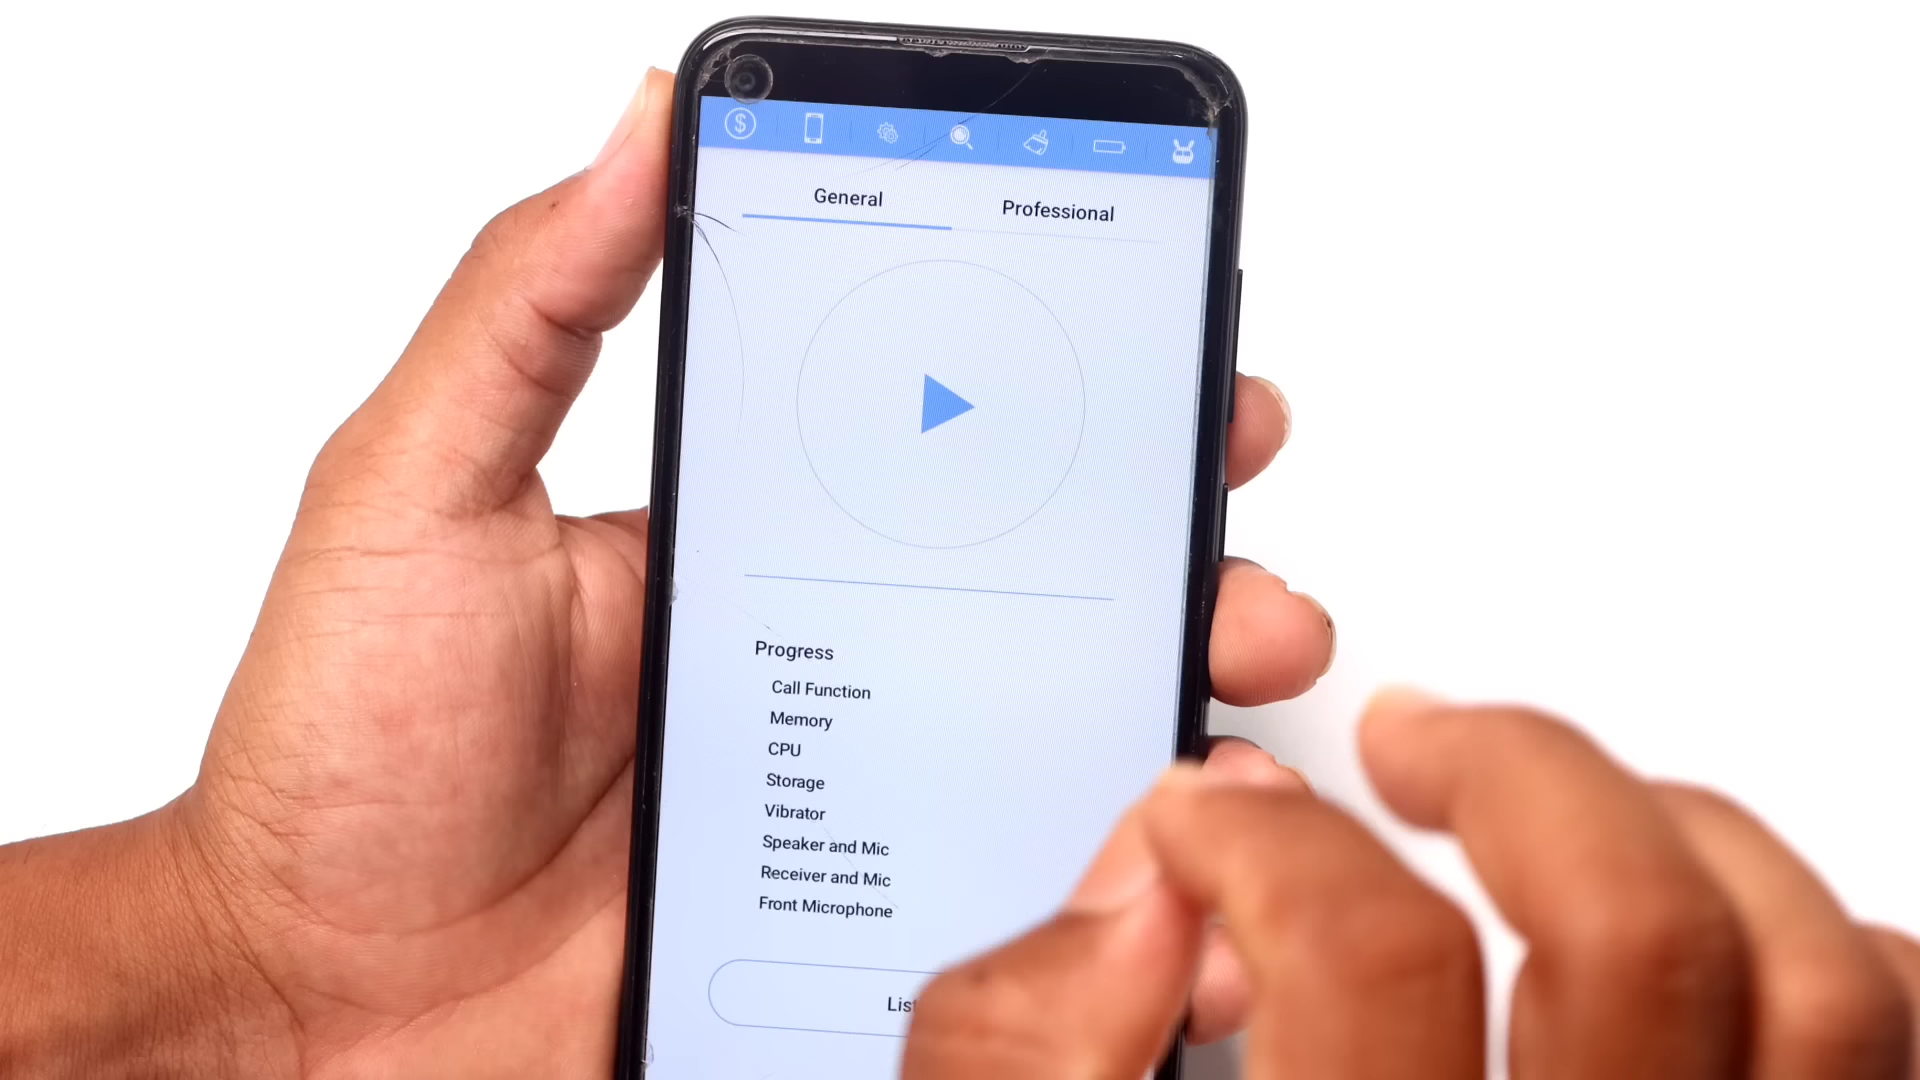 General
Professional
Progress
Call Function
Memory
CPU
Storage
Vibrator
Speaker and Mic
Receiver and Mic
Front Microphone